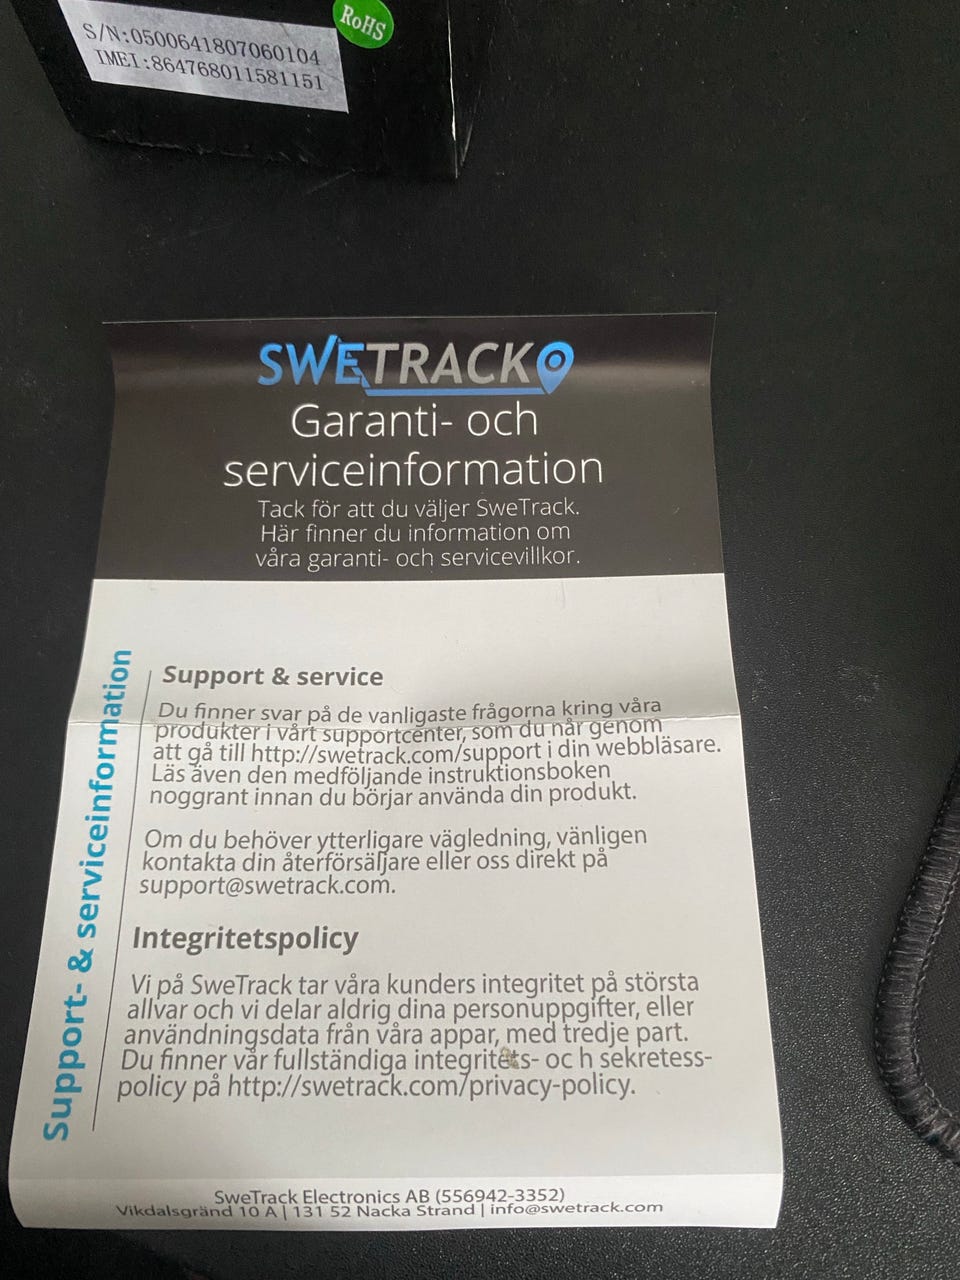 S/N:0500641807060104
IMEI:864768011581151
RoHS
SWETRACK
Garanti- och
serviceinformation
Tack för att du väljer SweTrack.
Här finner du information om
våra garanti- och servicevillkor.
Support- & serviceinformation
Support & service
Du finner svar på de vanligaste frågorna kring våra
produkter i vårt supportcenter, som du når genom
att gå till http://swetrack.com/support i din webbläsare.
Läs även den medföljande instruktionsboken
noggrant innan du börjar använda din produkt.
Om du behöver ytterligare vägledning, vänligen
kontakta din återförsäljare eller oss direkt på
support@swetrack.com.
Integritetspolicy
Vi på SweTrack tar våra kunders integritet på största
allvar och vi delar aldrig dina personuppgifter, eller
användningsdata från våra appar, med tredje part.
Du finner vår fullständiga integritets- oc h sekretess-
policy på http://swetrack.com/privacy-policy.
SweTrack Electronics AB (556942-3352)
Vikdalsgränd 10 A | 131 52 Nacka Strand | info@swetrack.com